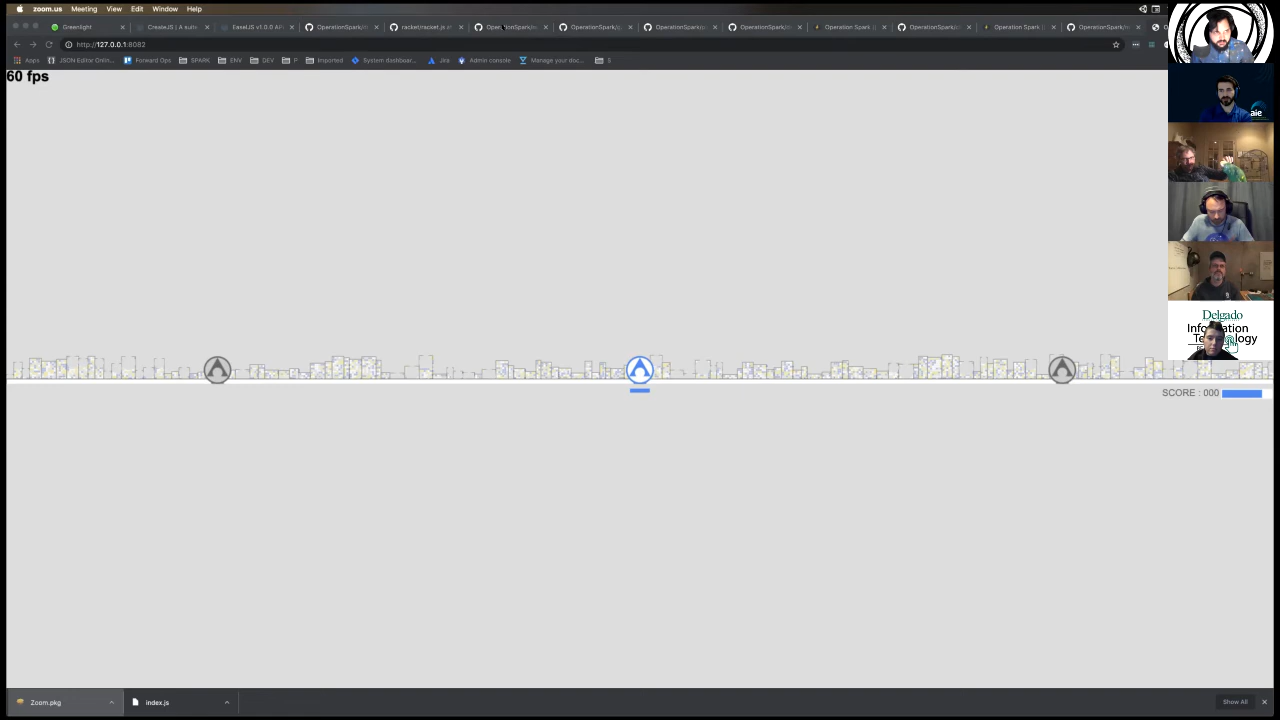 zoom.us Meeting View Edit Window Help
Greenlight CreateJS | A suite EaselJS v1.0.0 API OperationSpark/ racketracket.js at OperationSpark/ OperationSpark/ OperationSpark/ OperationSpark/ Operation Spark | OperationSpark/ Operation Spark | OperationSpark/
http://127.0.0.1:8082
Apps JSON Editor Onlin... Forward Ops SPARK ENV DEV P Imported System dashboar... Jira Admin console Manage your doc... S
60 fps
aie
Delgado
Information
Technology
SCORE : 000
Zoom.pkg index.js Show All